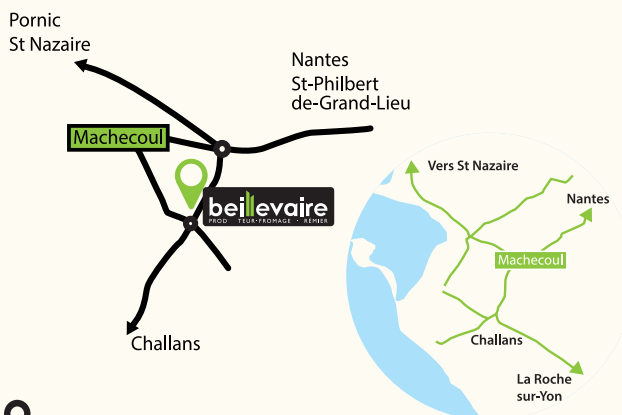 Pornic
St Nazaire
Nantes
St-Philbert
de-Grand-Lieu
Machecoul
beillevaire
PROD TEUR·FROMAGE · RÉMIER
Challans
Vers St Nazaire
Nantes
Machecoul
Challans
La Roche
sur-Yon